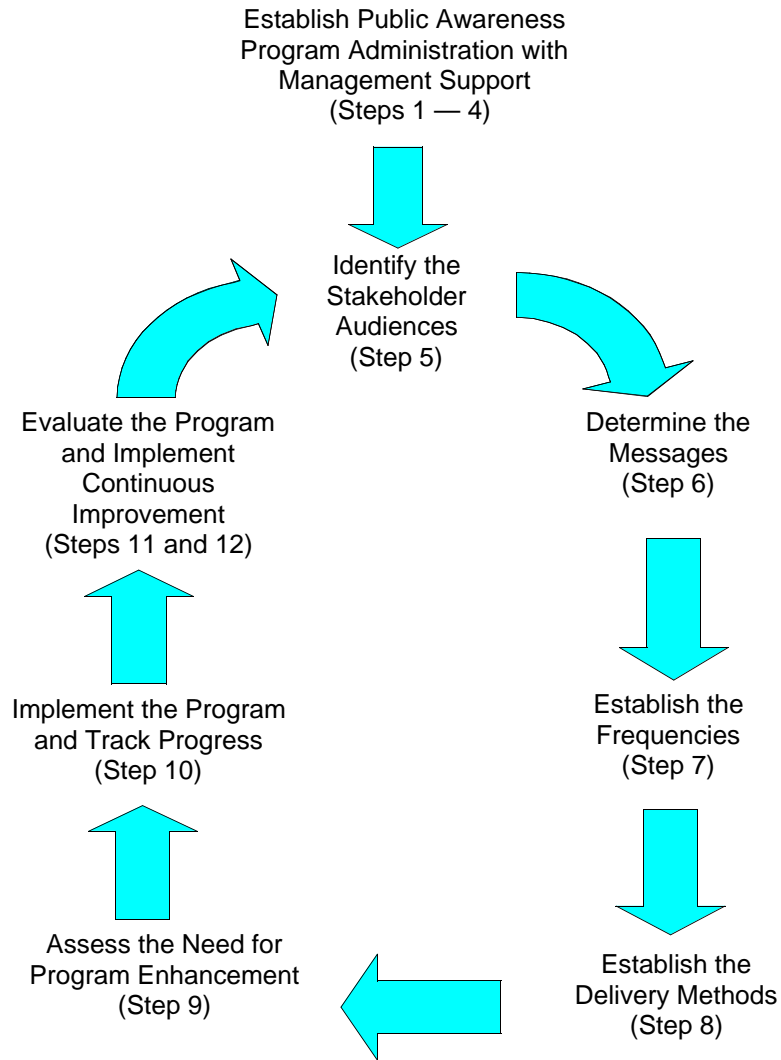 Establish Public Awareness
Program Administration with
Management Support
(Steps 1 — 4)
Identify the
Stakeholder
Audiences
(Step 5)
Determine the
Messages
(Step 6)
Establish the
Frequencies
(Step 7)
Establish the
Delivery Methods
(Step 8)
Assess the Need for
Program Enhancement
(Step 9)
Implement the Program
and Track Progress
(Step 10)
Evaluate the Program
and Implement
Continuous
Improvement
(Steps 11 and 12)